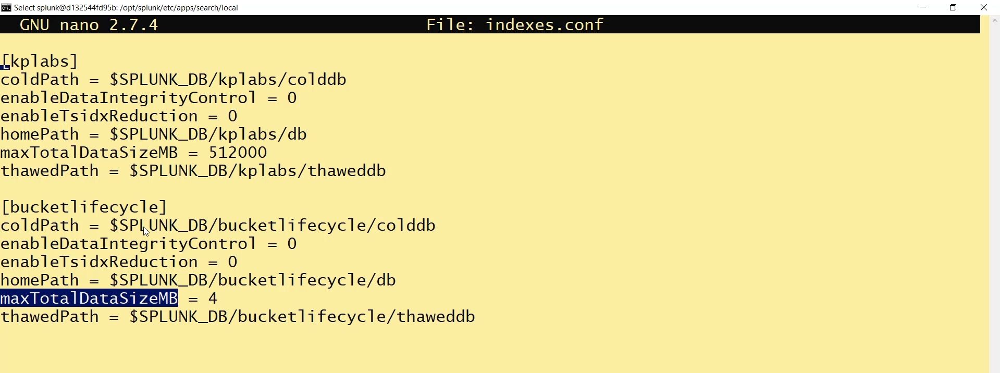 Select splunk@d132544fd95b: /opt/splunk/etc/apps/search/local
GNU nano 2.7.4 File: indexes.conf
[kplabs]
coldPath = $SPLUNK_DB/kplabs/colddb
enableDataIntegrityControl = 0
enableTsidxReduction = 0
homePath = $SPLUNK_DB/kplabs/db
maxTotalDataSizeMB = 512000
thawedPath = $SPLUNK_DB/kplabs/thaweddb
[bucketlifecycle]
coldPath = $SPLUNK_DB/bucketlifecycle/colddb
enableDataIntegrityControl = 0
enableTsidxReduction = 0
homePath = $SPLUNK_DB/bucketlifecycle/db
maxTotalDataSizeMB = 4
thawedPath = $SPLUNK_DB/bucketlifecycle/thaweddb